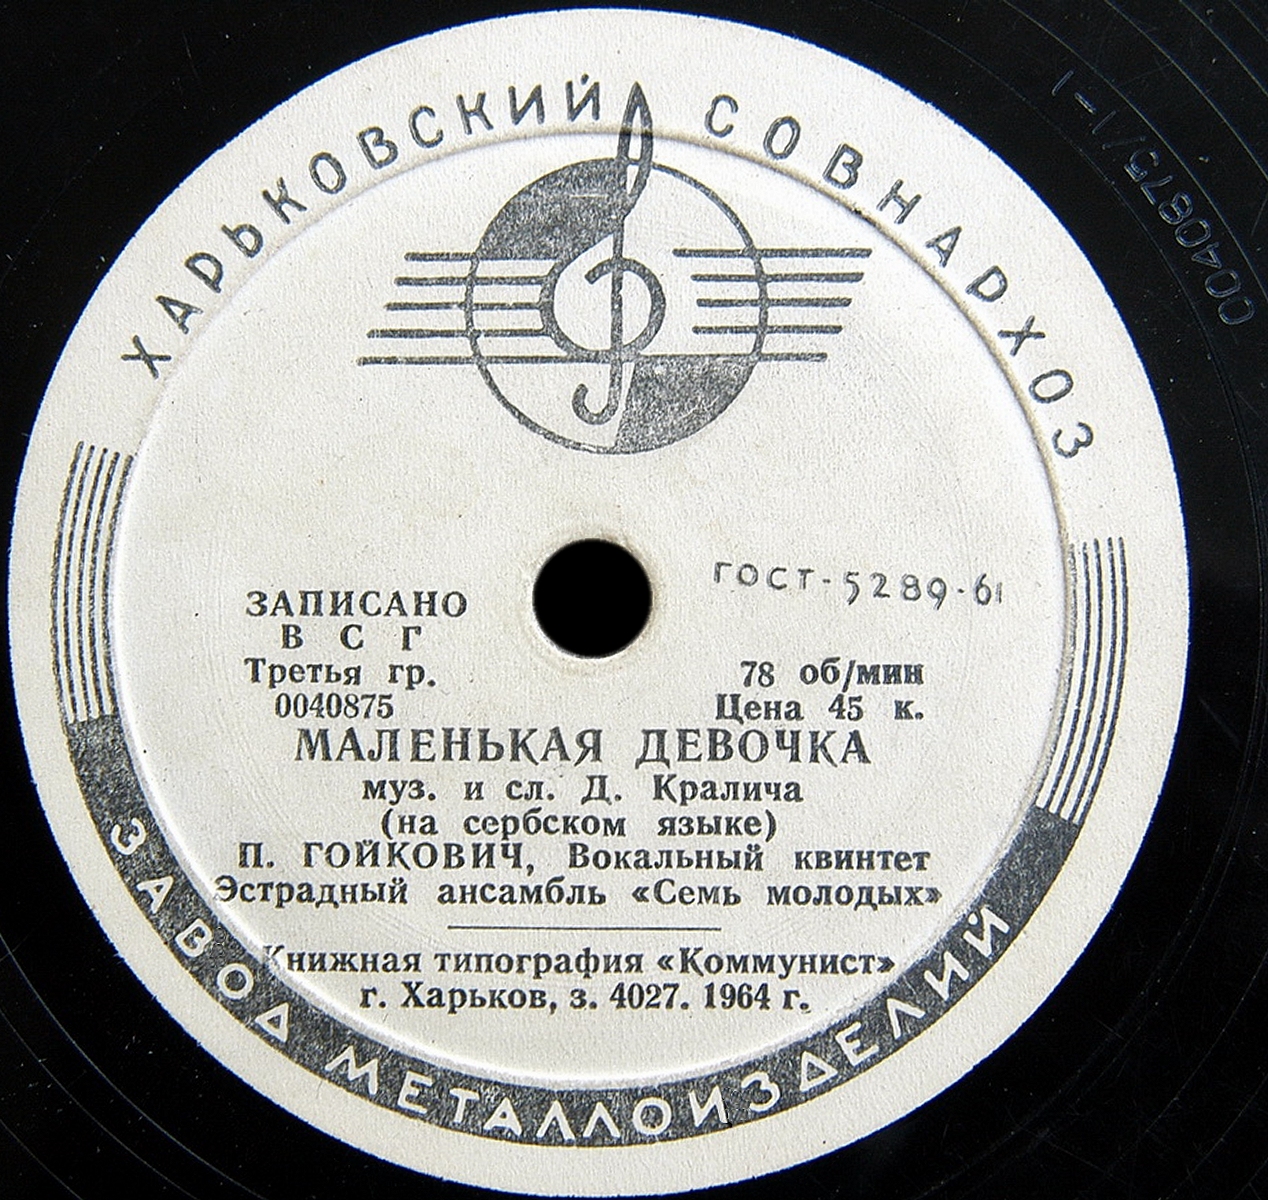 ХАРЬКОВСКИЙ СОВНАРХОЗ
0040875/1-1
ГОСТ-5289-61
ЗАПИСАНО
ВСГ
Третья гр.
78 об/мин
0040875
Цена 45 к.
МАЛЕНЬКАЯ ДЕВОЧКА
муз. и сл. Д. Кралича
(на сербском языке)
П. ГОЙКОВИЧ, Вокальный квинтет
Эстрадный ансамбль «Семь молодых»
Книжная типография «Коммунист»
г. Харьков, з. 4027. 1964 г.
ЗАВОД МЕТАЛЛОИЗДЕЛИЙ